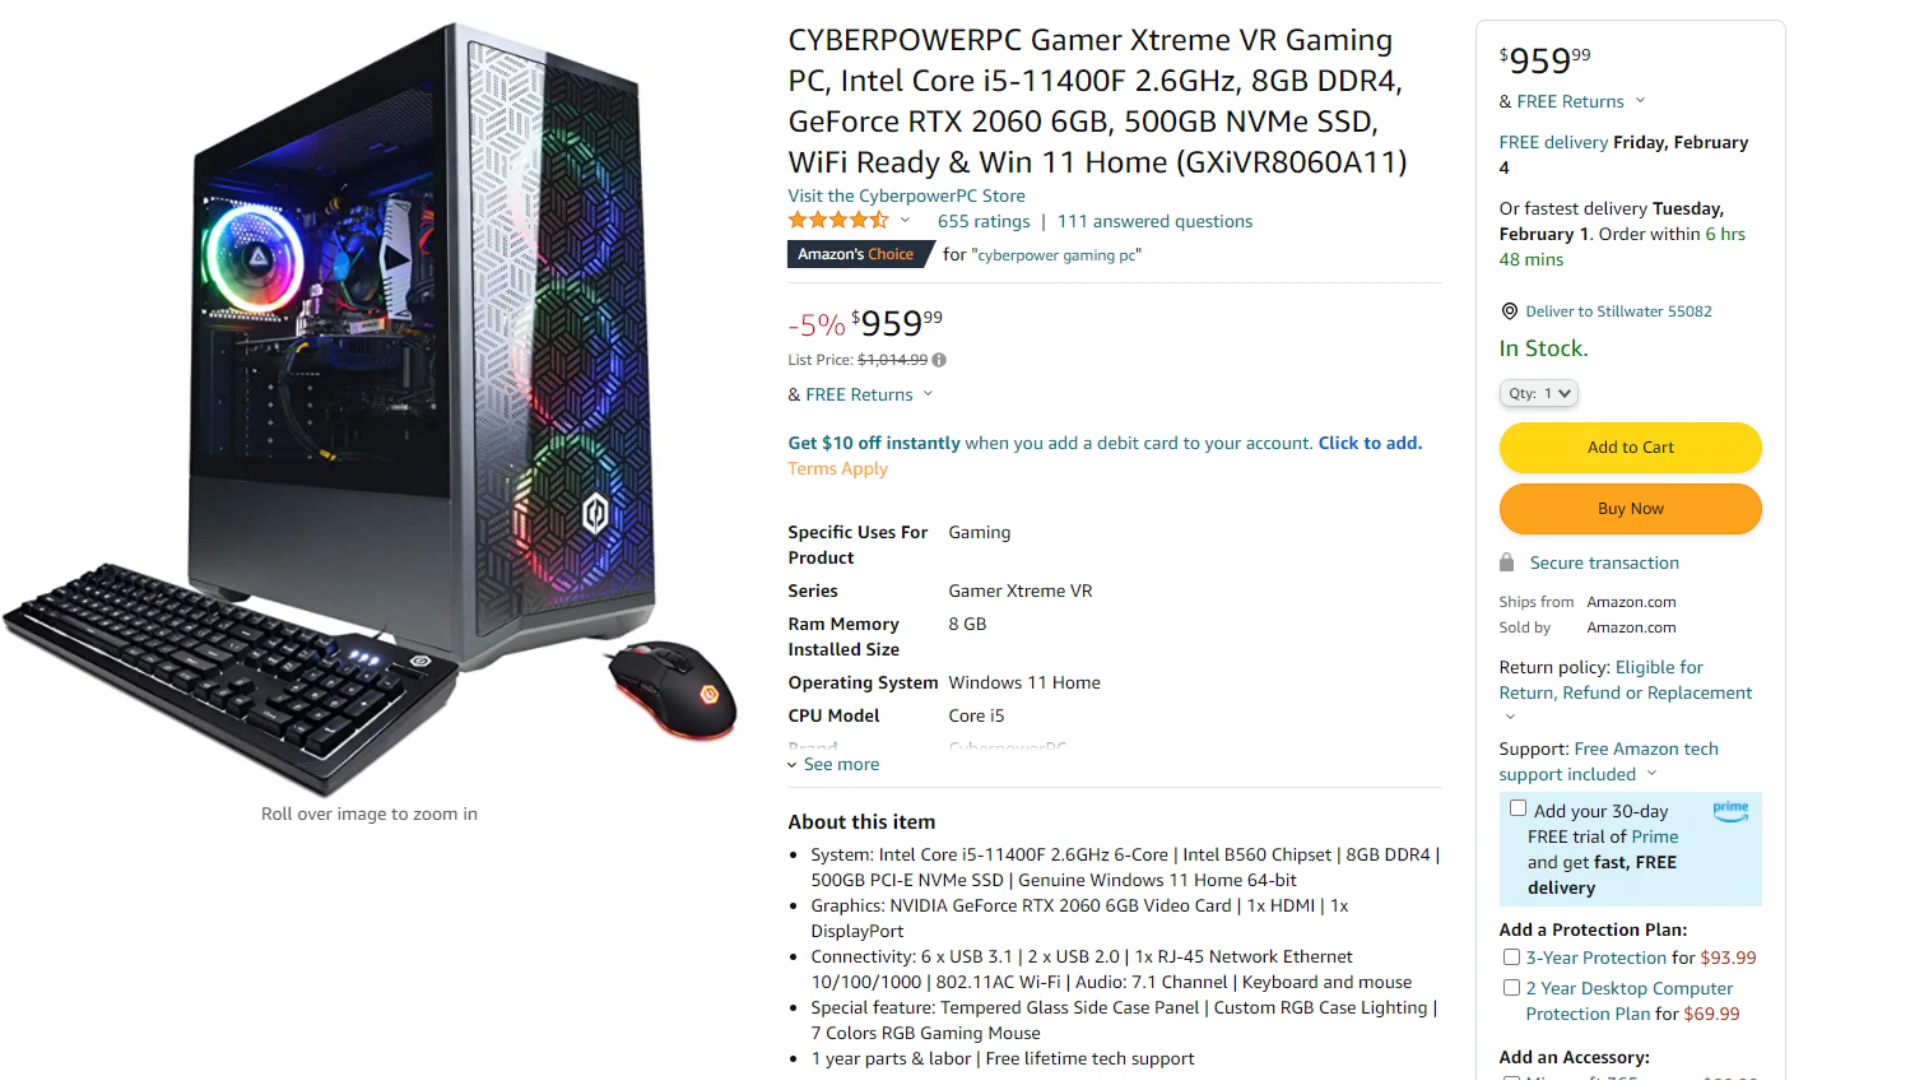 CYBERPOWERPC Gamer Xtreme VR Gaming
PC, Intel Core i5-11400F 2.6GHz, 8GB DDR4,
GeForce RTX 2060 6GB, 500GB NVMe SSD,
WiFi Ready & Win 11 Home (GXiVR8060A11)
Visit the CyberpowerPC Store
655 ratings | 111 answered questions
Amazon's Choice for "cyberpower gaming pc"
-5% $959.99
List Price: $1,014.99
& FREE Returns
Get $10 off instantly when you add a debit card to your account. Click to add.
Terms Apply
Specific Uses For Product Gaming
Series Gamer Xtreme VR
Ram Memory Installed Size 8 GB
Operating System Windows 11 Home
CPU Model Core i5
Brand CyberpowerPC
See more
Roll over image to zoom in
About this item
System: Intel Core i5-11400F 2.6GHz 6-Core | Intel B560 Chipset | 8GB DDR4 |
500GB PCI-E NVMe SSD | Genuine Windows 11 Home 64-bit
Graphics: NVIDIA GeForce RTX 2060 6GB Video Card | 1x HDMI | 1x
DisplayPort
Connectivity: 6 x USB 3.1 | 2 x USB 2.0 | 1x RJ-45 Network Ethernet
10/100/1000 | 802.11AC Wi-Fi | Audio: 7.1 Channel | Keyboard and mouse
Special feature: Tempered Glass Side Case Panel | Custom RGB Case Lighting |
7 Colors RGB Gaming Mouse
1 year parts & labor | Free lifetime tech support
$959.99
& FREE Returns
FREE delivery Friday, February
4
Or fastest delivery Tuesday,
February 1. Order within 6 hrs
48 mins
Deliver to Stillwater 55082
In Stock.
Qty: 1
Add to Cart
Buy Now
Secure transaction
Ships from Amazon.com
Sold by Amazon.com
Return policy: Eligible for
Return, Refund or Replacement
Support: Free Amazon tech
support included
Add your 30-day prime
FREE trial of Prime
and get fast, FREE
delivery
Add a Protection Plan:
3-Year Protection for $93.99
2 Year Desktop Computer
Protection Plan for $69.99
Add an Accessory: